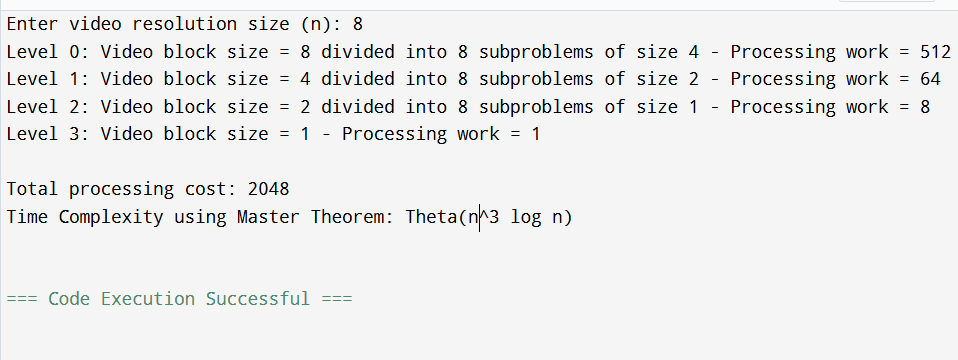 Enter video resolution size (n): 8
Level 0: Video block size = 8 divided into 8 subproblems of size 4 - Processing work = 512
Level 1: Video block size = 4 divided into 8 subproblems of size 2 - Processing work = 64
Level 2: Video block size = 2 divided into 8 subproblems of size 1 - Processing work = 8
Level 3: Video block size = 1 - Processing work = 1
Total processing cost: 2048
Time Complexity using Master Theorem: Theta(n^3 log n)
=== Code Execution Successful ===